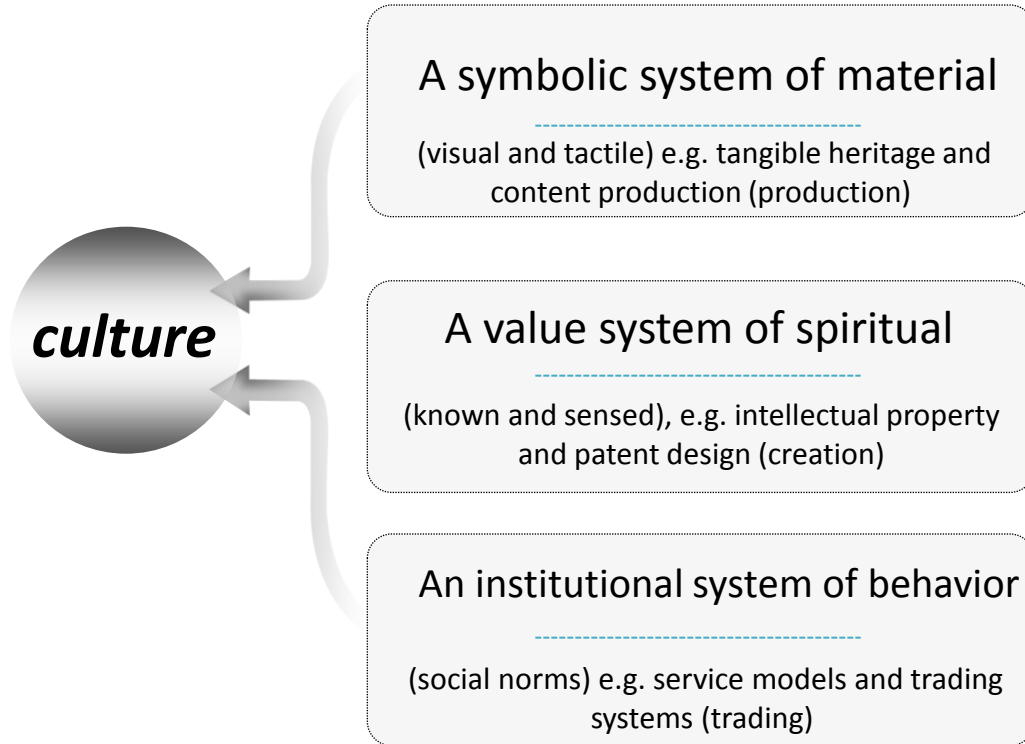 A symbolic system of material
(visual and tactile) e.g. tangible heritage and
content production (production)
culture
A value system of spiritual
(known and sensed), e.g. intellectual property
and patent design (creation)
An institutional system of behavior
(social norms) e.g. service models and trading
systems (trading)